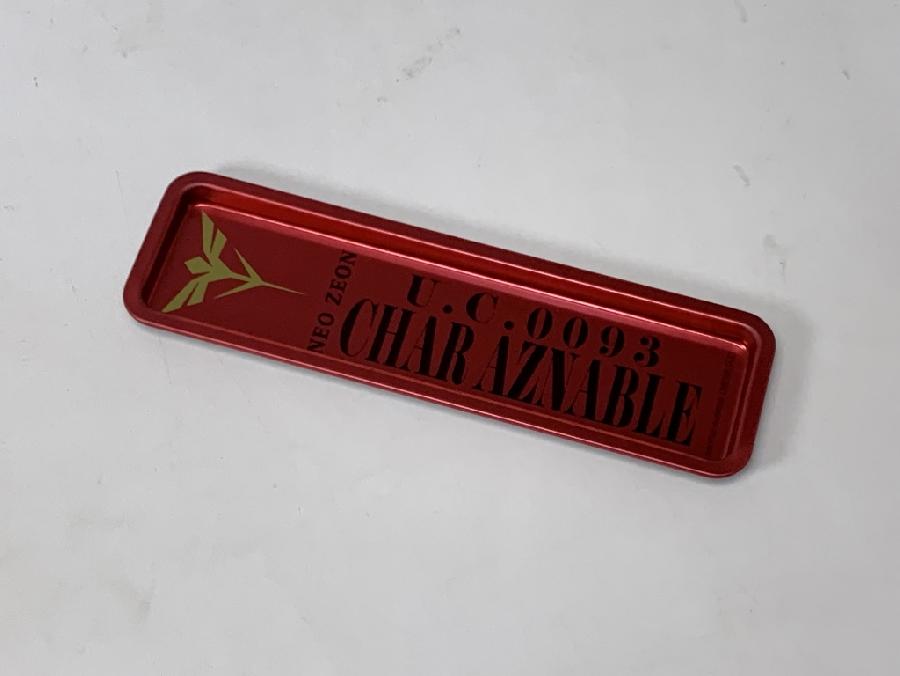 NEO ZEON
U.C.0093
CHAR AZNABLE